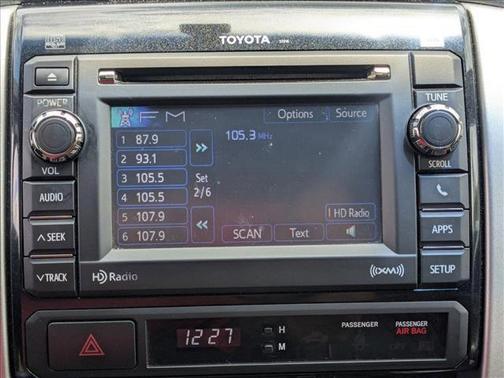 TOYOTA
POWER
VOL
AUDIO
∧SEEK
∨TRACK
FM
Options
Source
1 87.9
2 93.1
3 105.5
4 105.5
5 107.9
6 107.9
105.3 MHz
Set
2/6
HD Radio
SCAN
Text
HD Radio
((XM))
TUNE
SCROLL
APPS
SETUP
12:27
H
M
PASSENGER
PASSENGER
AIR BAG